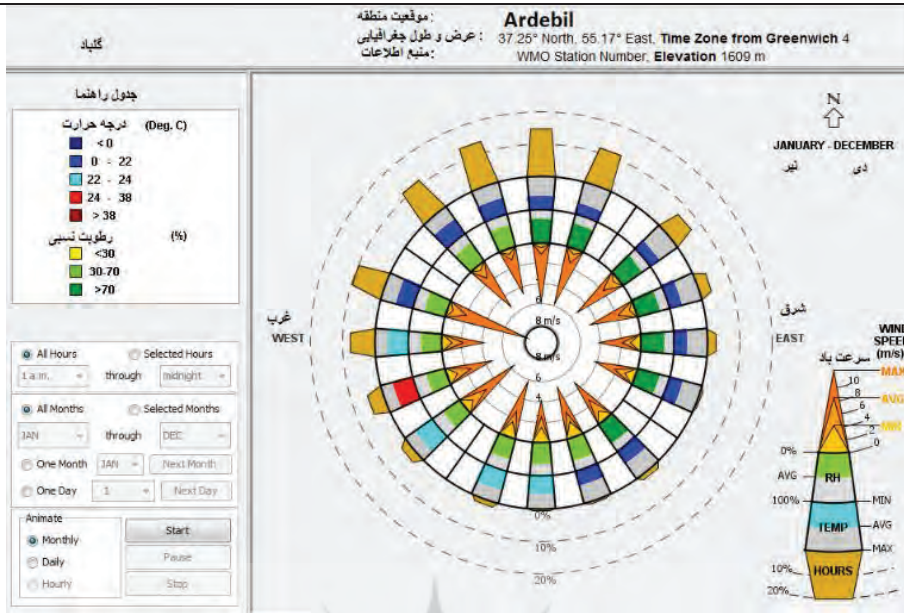 گلباد
موقعیت منطقه :
Ardebil
عرض و طول جغرافیایی :
37.25° North, 55.17° East, Time Zone from Greenwich 4
منبع اطلاعات :
WMO Station Number, Elevation 1609 m
جدول راهنما
درجه حرارت (Deg. C)
< 0
0 - 22
22 - 24
24 - 38
> 38
رطوبت نسبی (%)
<30
30-70
>70
All Hours
Selected Hours
1 a.m.
through
midnight
All Months
Selected Months
JAN
through
DEC
One Month
JAN
Next Month
One Day
1
Next Day
Animate
Monthly
Daily
Hourly
Start
Pause
Stop
N
JANUARY - DECEMBER
تیر
دی
غرب
WEST
شرق
EAST
6
8 m/s
8 m/s
6
4
0%
10%
20%
WIND
SPEED
(m/s)
سرعت باد
MAX
AVG
MIN
10
8
6
4
2
0
0%
AVG
RH
100%
MIN
TEMP
AVG
MAX
HOURS
10%
20%